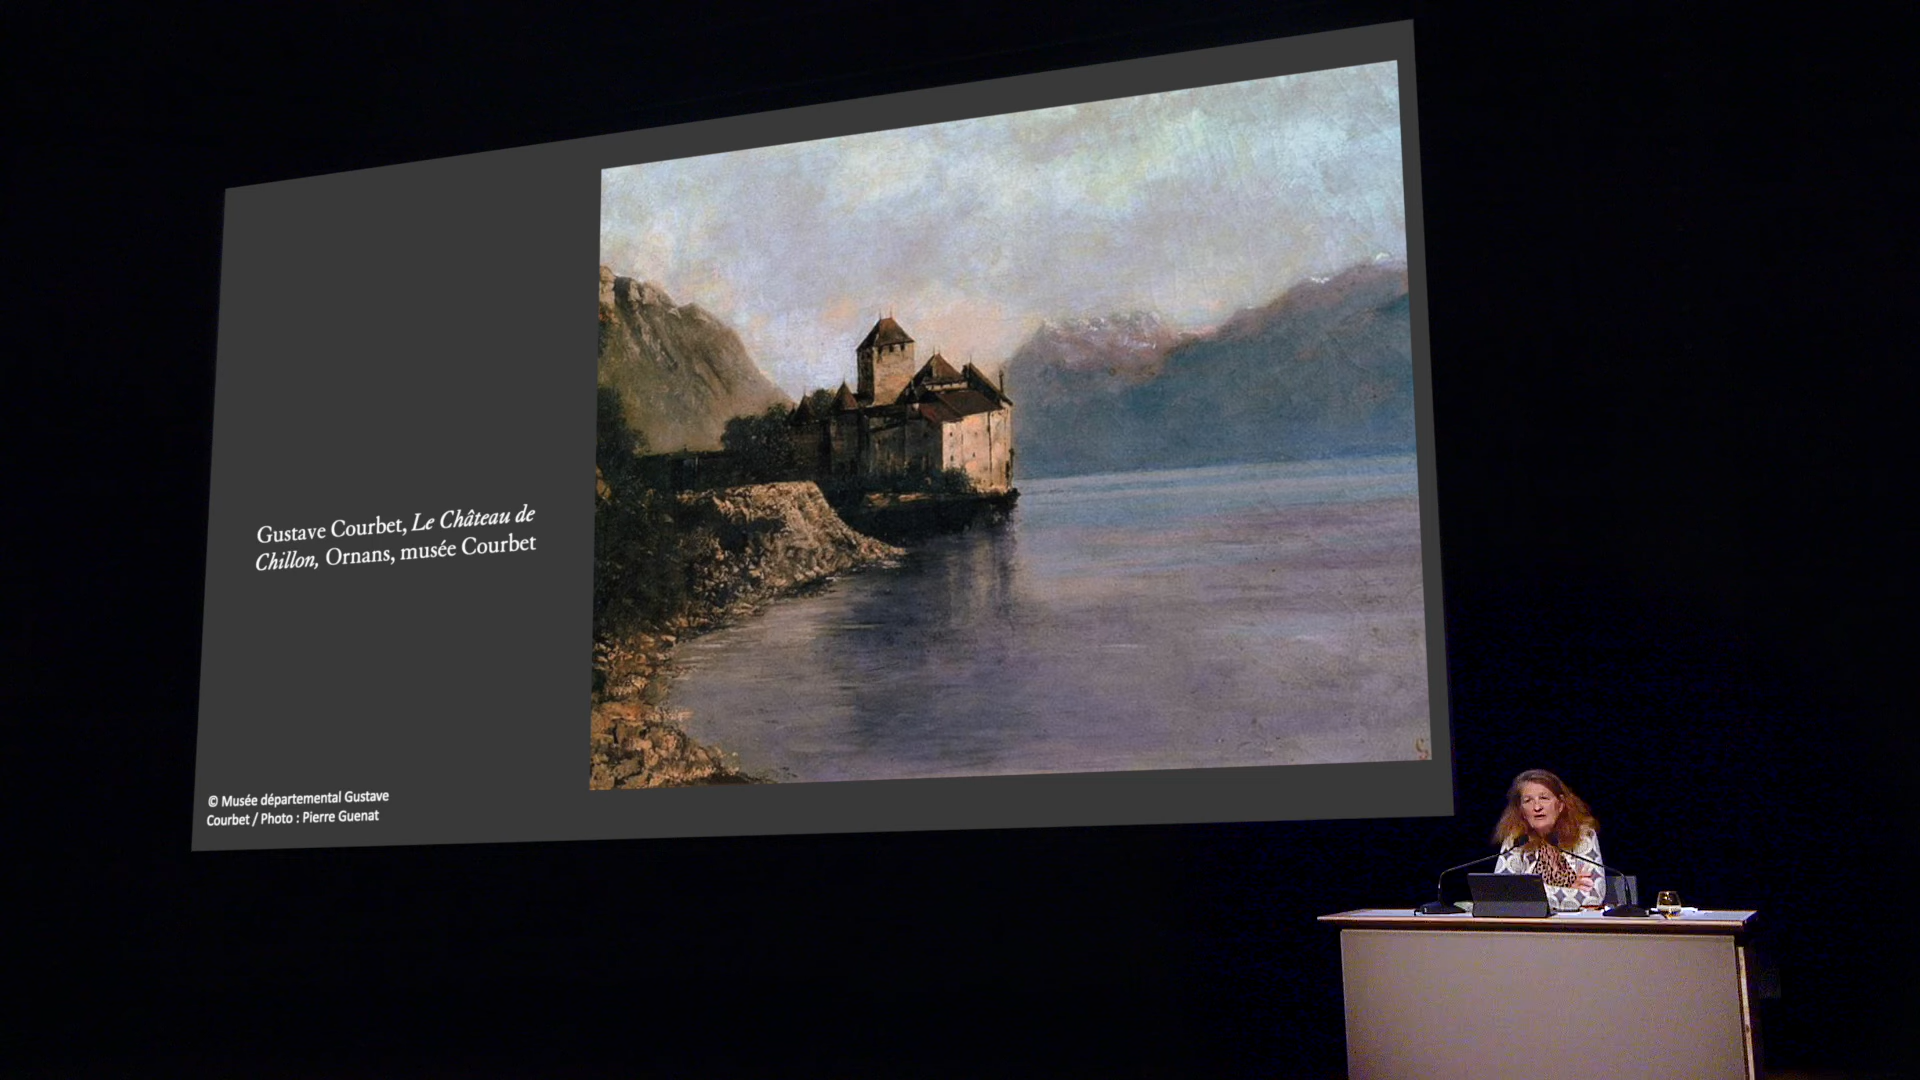 Gustave Courbet, Le Château de
Chillon, Ornans, musée Courbet
© Musée départemental Gustave
Courbet / Photo : Pierre Guenat